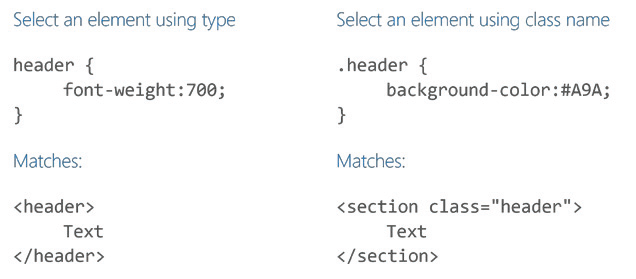 Select an element using type
header {
font-weight:700;
}
Matches:
<header>
Text
</header>
Select an element using class name
.header {
background-color:#A9A;
}
Matches:
<section class="header">
Text
</section>